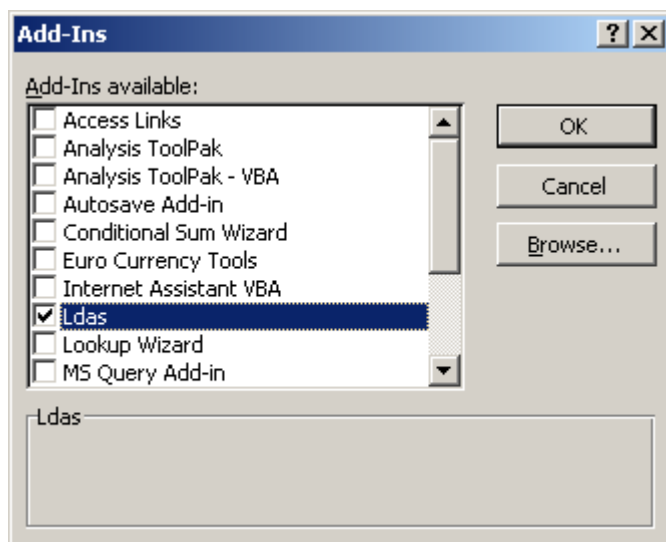 Add-Ins
Add-Ins available:
Access Links
Analysis ToolPak
Analysis ToolPak - VBA
Autosave Add-in
Conditional Sum Wizard
Euro Currency Tools
Internet Assistant VBA
Ldas
Lookup Wizard
MS Query Add-in
OK
Cancel
Browse...
Ldas